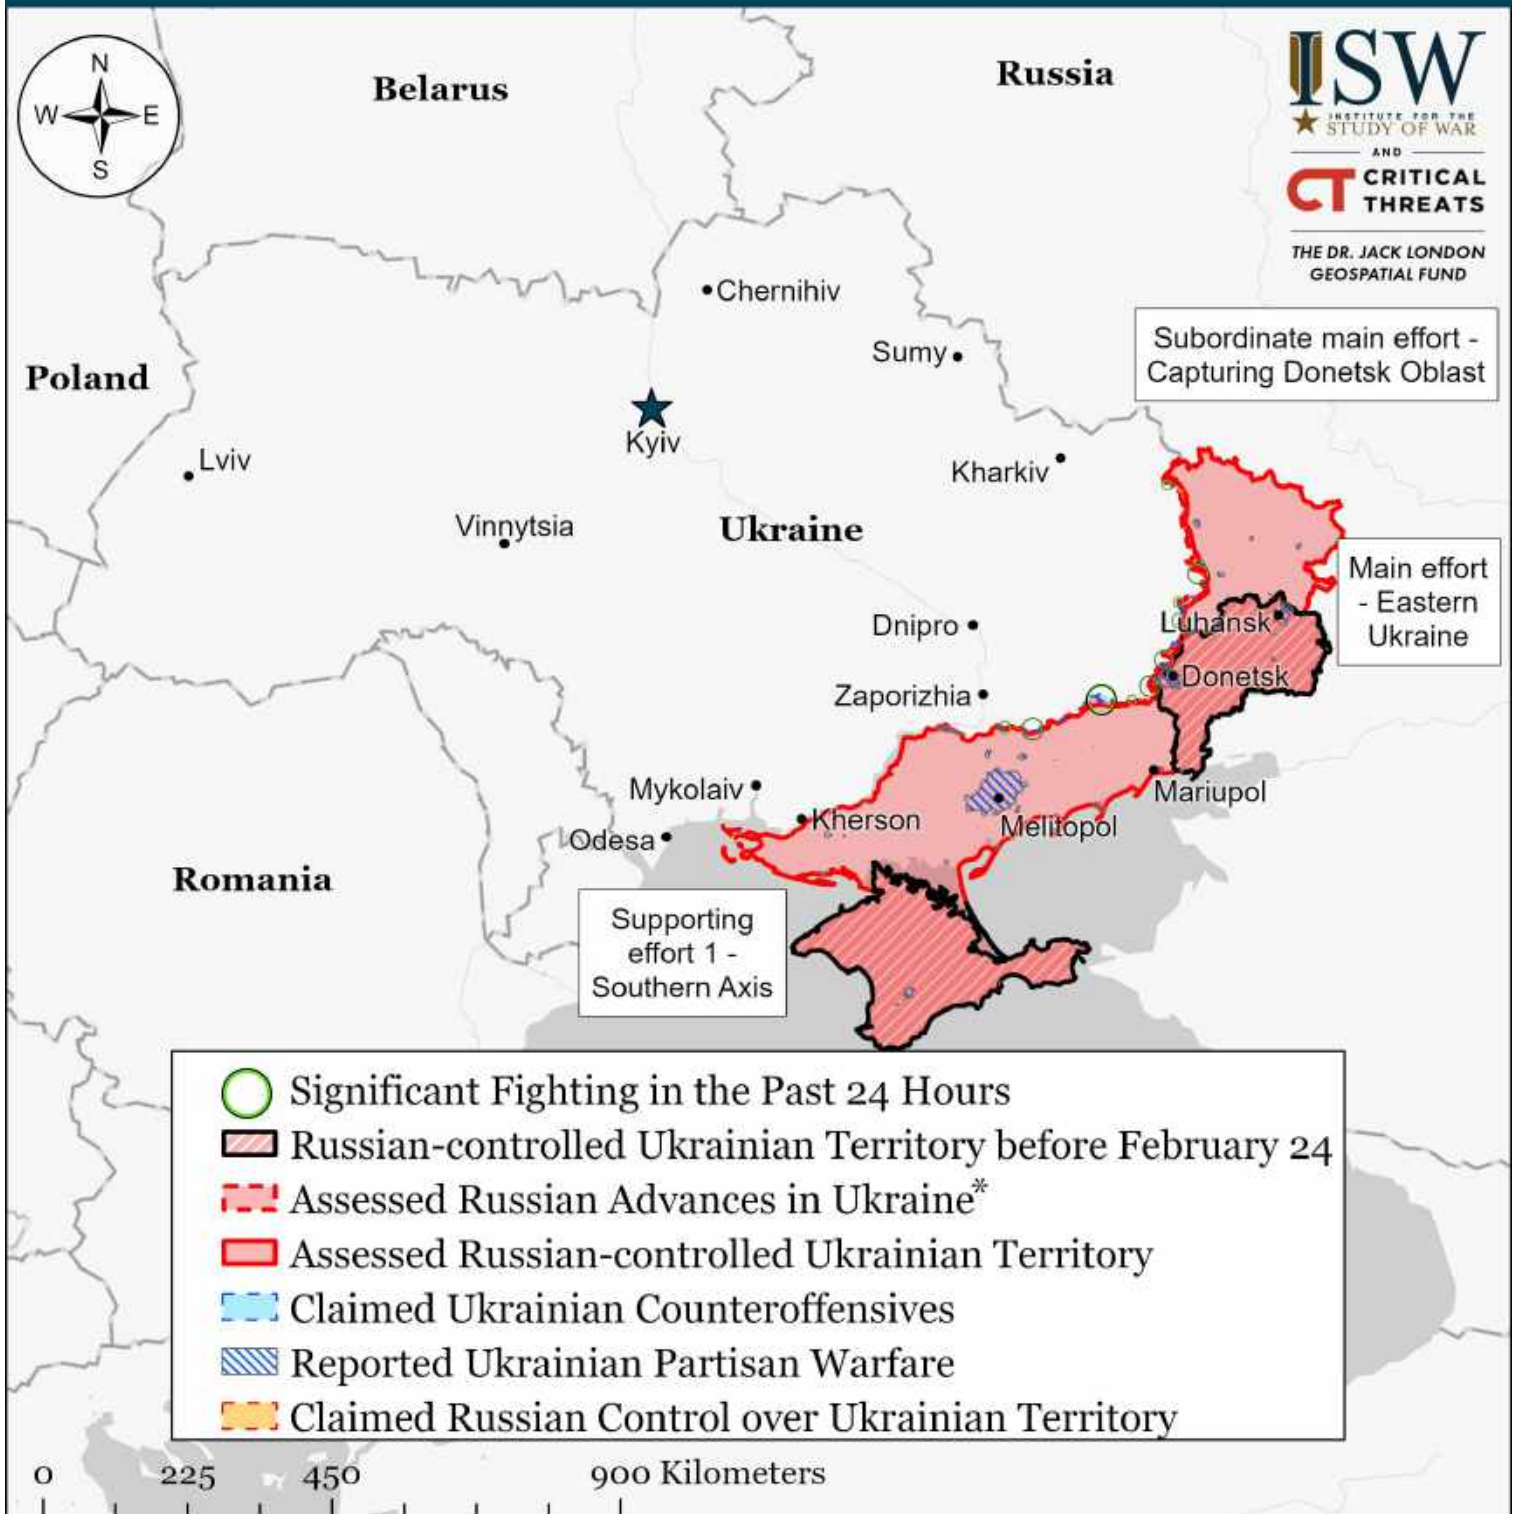 N
W
E
S
Belarus
Russia
ISW
INSTITUTE FOR THE
STUDY OF WAR
AND
CT CRITICAL
THREATS
THE DR. JACK LONDON
GEOSPATIAL FUND
Chernihiv
Subordinate main effort -
Capturing Donetsk Oblast
Sumy
Poland
Kyiv
Lviv
Kharkiv
Vinnytsia
Ukraine
Main effort
- Eastern
Ukraine
Dnipro
Luhansk
Donetsk
Zaporizhia
Mykolaiv
Mariupol
Kherson
Melitopol
Odesa
Romania
Supporting
effort 1 -
Southern Axis
Significant Fighting in the Past 24 Hours
Russian-controlled Ukrainian Territory before February 24
Assessed Russian Advances in Ukraine*
Assessed Russian-controlled Ukrainian Territory
Claimed Ukrainian Counteroffensives
Reported Ukrainian Partisan Warfare
Claimed Russian Control over Ukrainian Territory
0 225 450 900 Kilometers